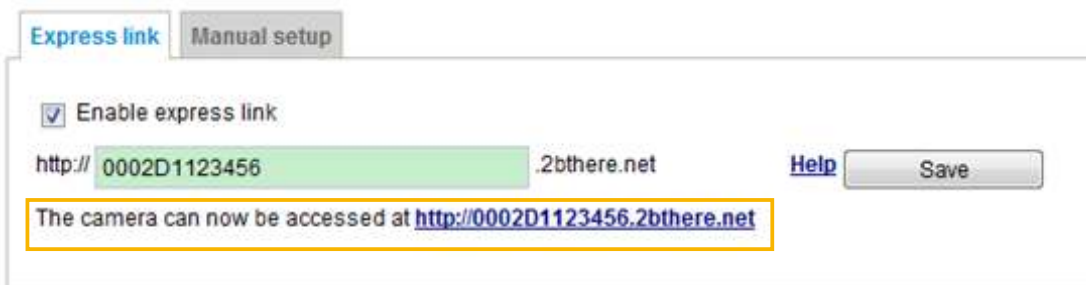 Express link Manual setup
Enable express link
http:// 0002D1123456 .2bthere.net Help Save
The camera can now be accessed at http://0002D1123456.2bthere.net